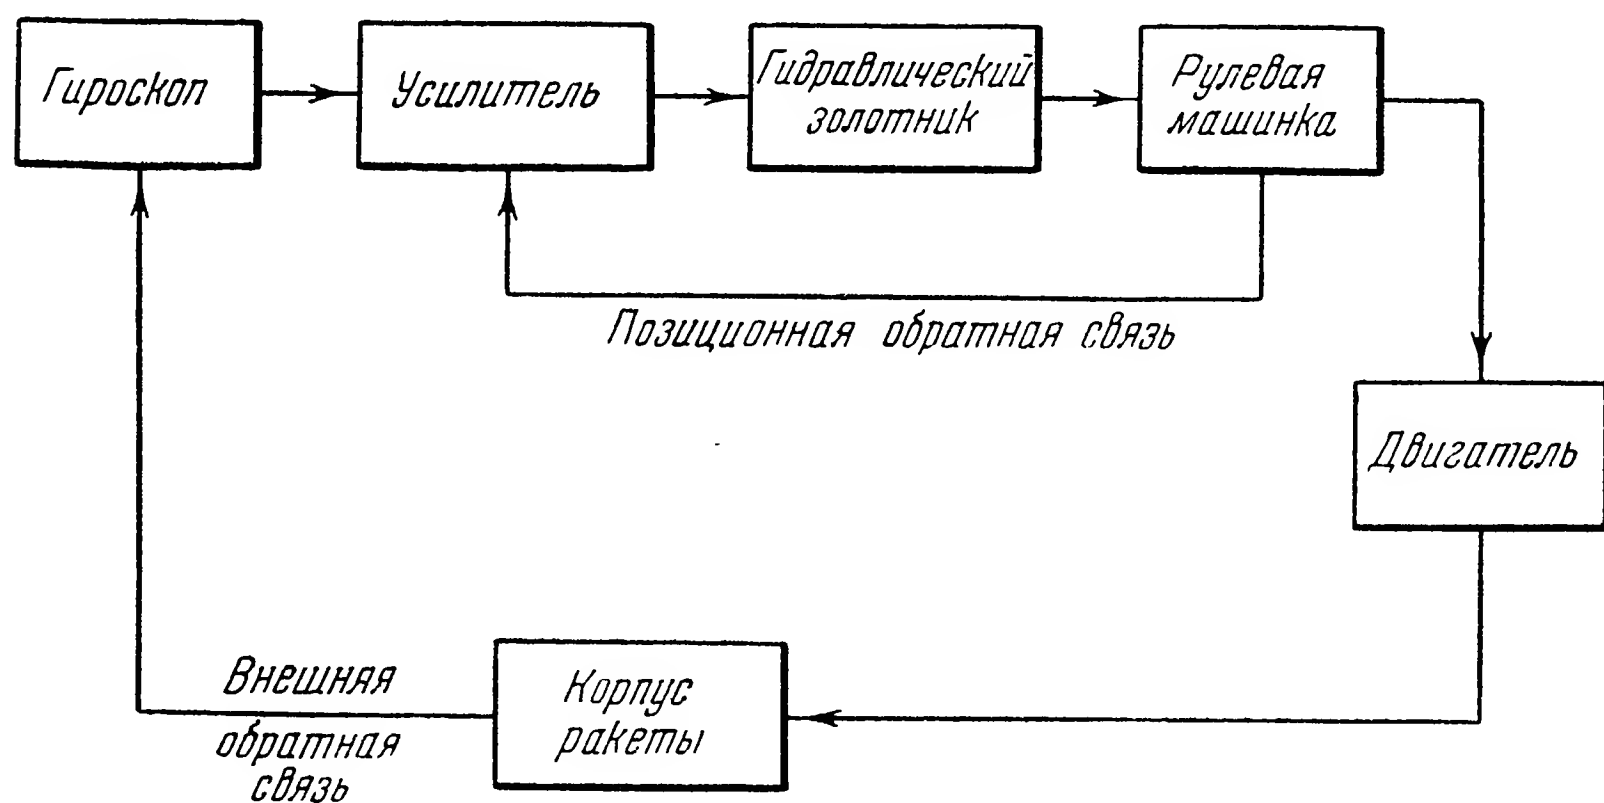 Гироскоп
Усилитель
Гидравлический
золотник
Рулевая
машинка
Позиционная обратная связь
Двигатель
Корпус
ракеты
Внешняя
обратная
связь